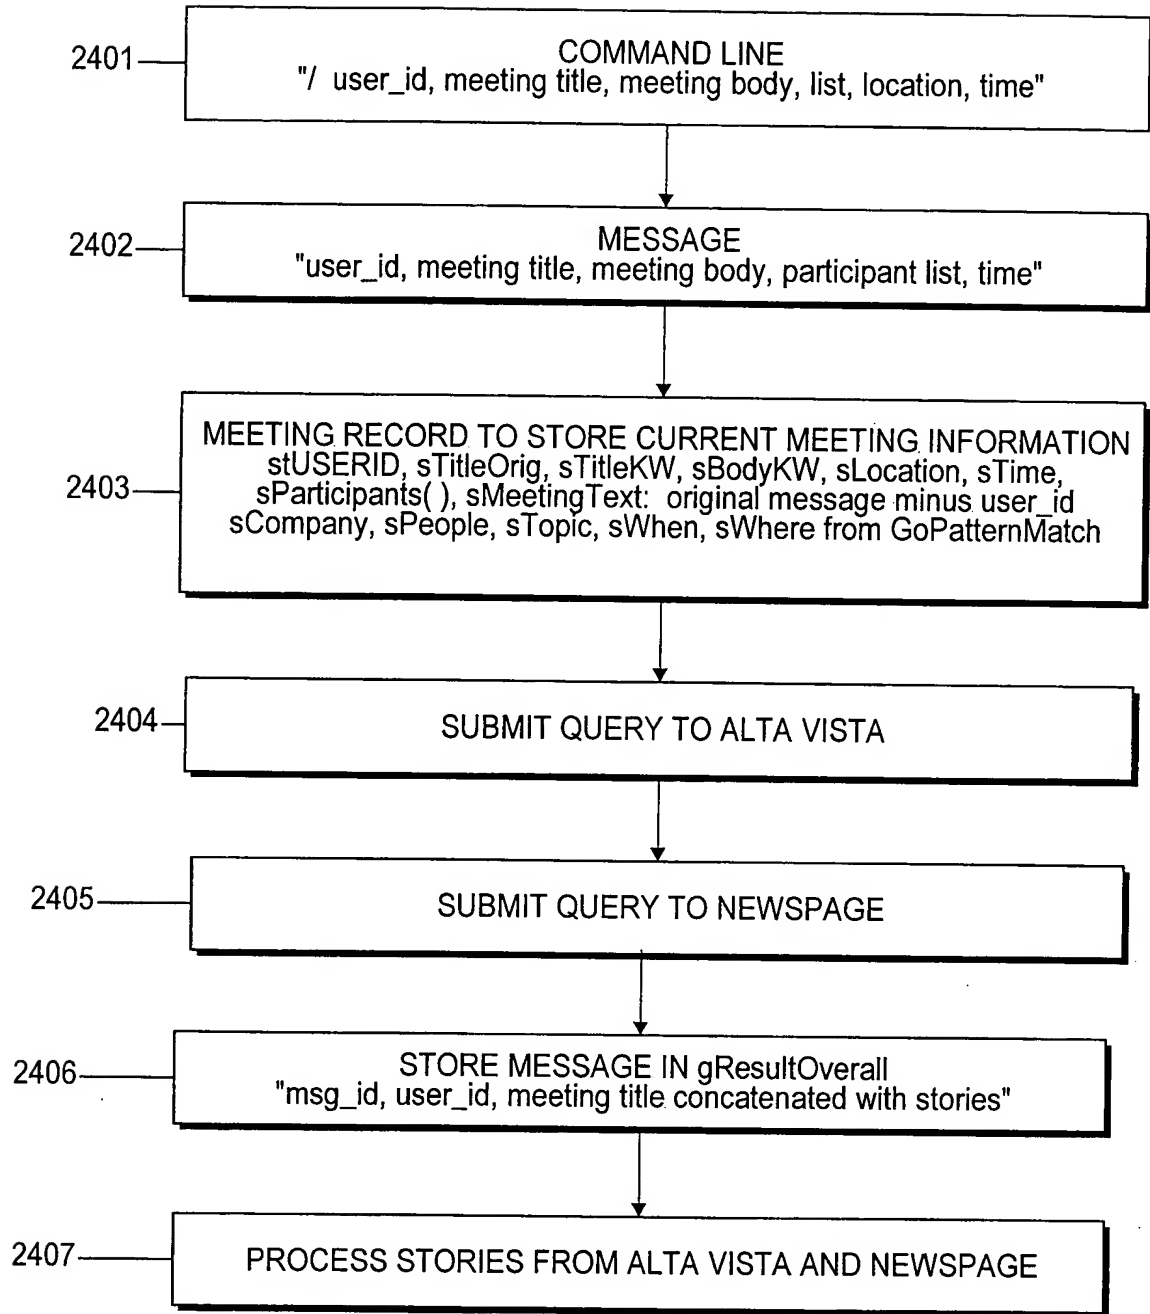 2401
COMMAND LINE
"/ user_id, meeting title, meeting body, list, location, time"
2402
MESSAGE
"user_id, meeting title, meeting body, participant list, time"
2403
MEETING RECORD TO STORE CURRENT MEETING INFORMATION
stUSERID, sTitleOrig, sTitleKW, sBodyKW, sLocation, sTime,
sParticipants( ), sMeetingText: original message minus user_id
sCompany, sPeople, sTopic, sWhen, sWhere from GoPatternMatch
2404
SUBMIT QUERY TO ALTA VISTA
2405
SUBMIT QUERY TO NEWSPAGE
2406
STORE MESSAGE IN gResultOverall
"msg_id, user_id, meeting title concatenated with stories"
2407
PROCESS STORIES FROM ALTA VISTA AND NEWSPAGE